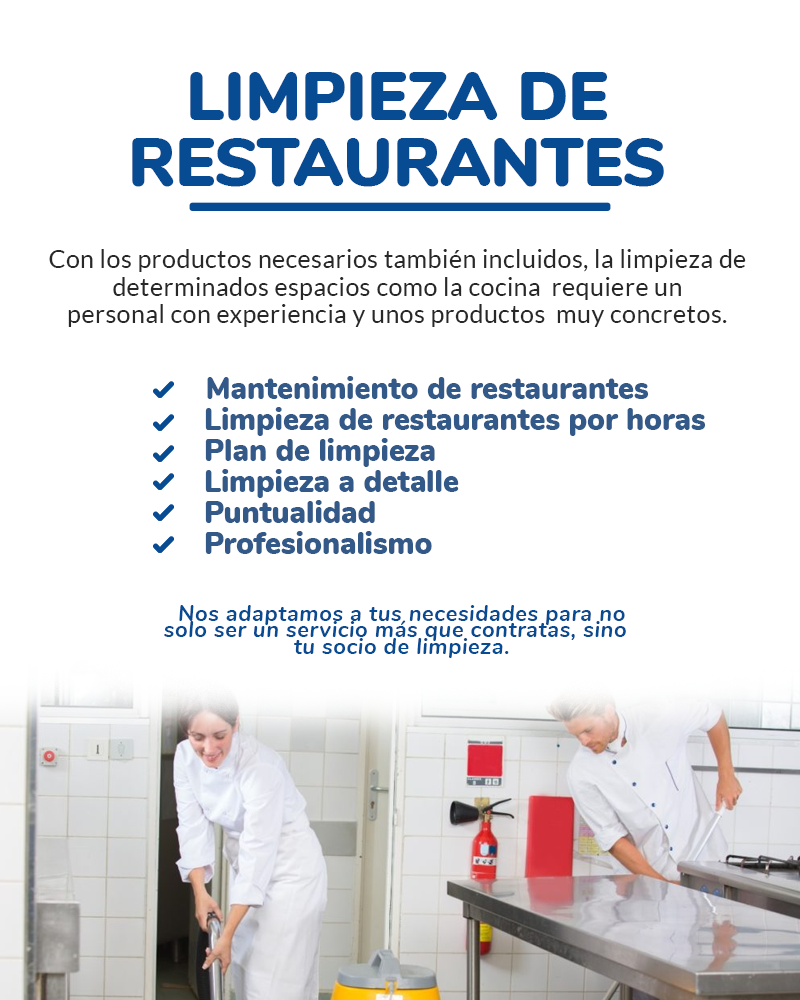 LIMPIEZA DE
RESTAURANTES
Con los productos necesarios también incluidos, la limpieza de
determinados espacios como la cocina requiere un
personal con experiencia y unos productos muy concretos.
Mantenimiento de restaurantes
Limpieza de restaurantes por horas
Plan de limpieza
Limpieza a detalle
Puntualidad
Profesionalismo
Nos adaptamos a tus necesidades para no
solo ser un servicio más que contratas, sino
tu socio de limpieza.